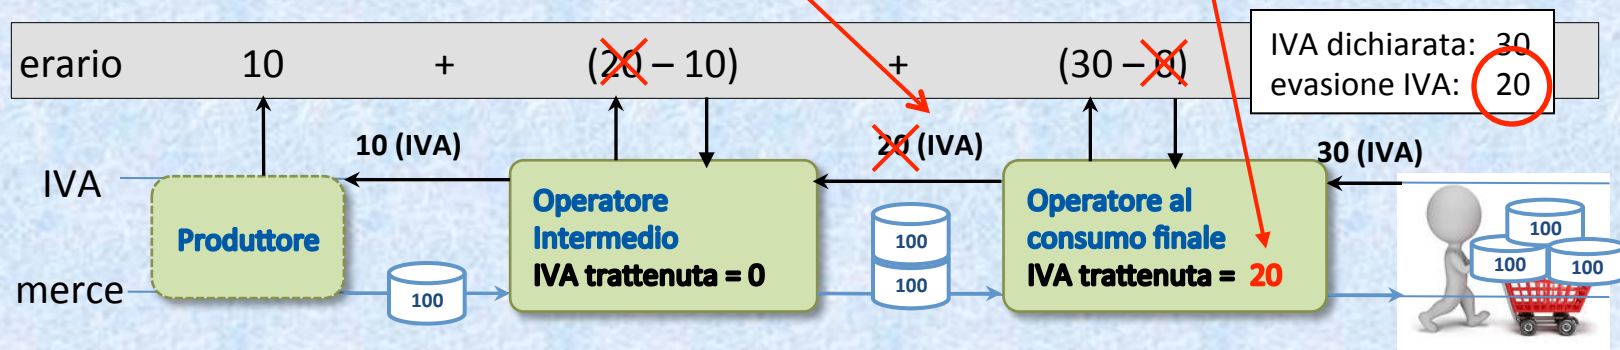 erario 10 + (20 – 10) + (30 – 0)
IVA dichiarata: 30
evasione IVA: 20
10 (IVA)
20 (IVA)
30 (IVA)
IVA
merce
Produttore
100
Operatore
Intermedio
IVA trattenuta = 0
100
100
Operatore al
consumo finale
IVA trattenuta = 20
100
100
100